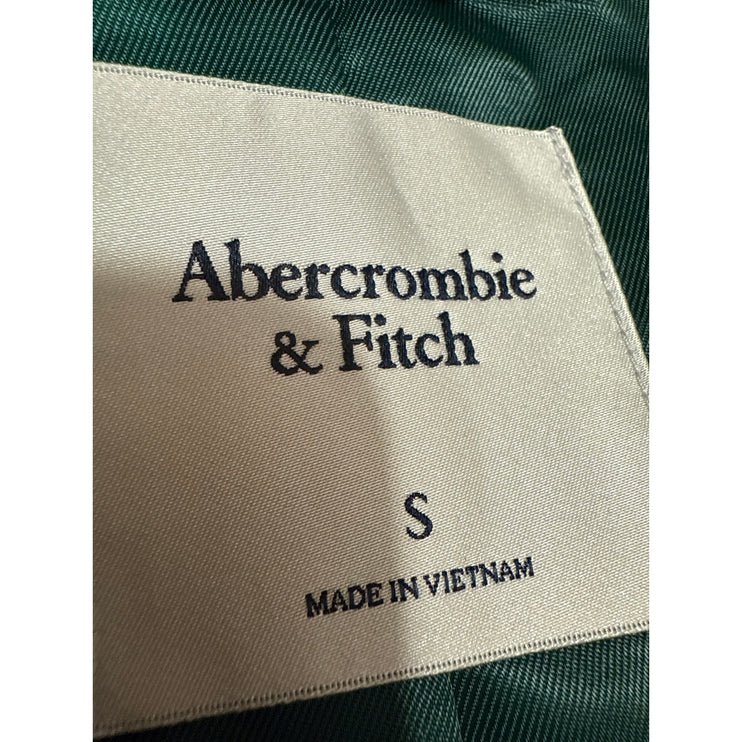 Abercrombie
& Fitch
S
MADE IN VIETNAM